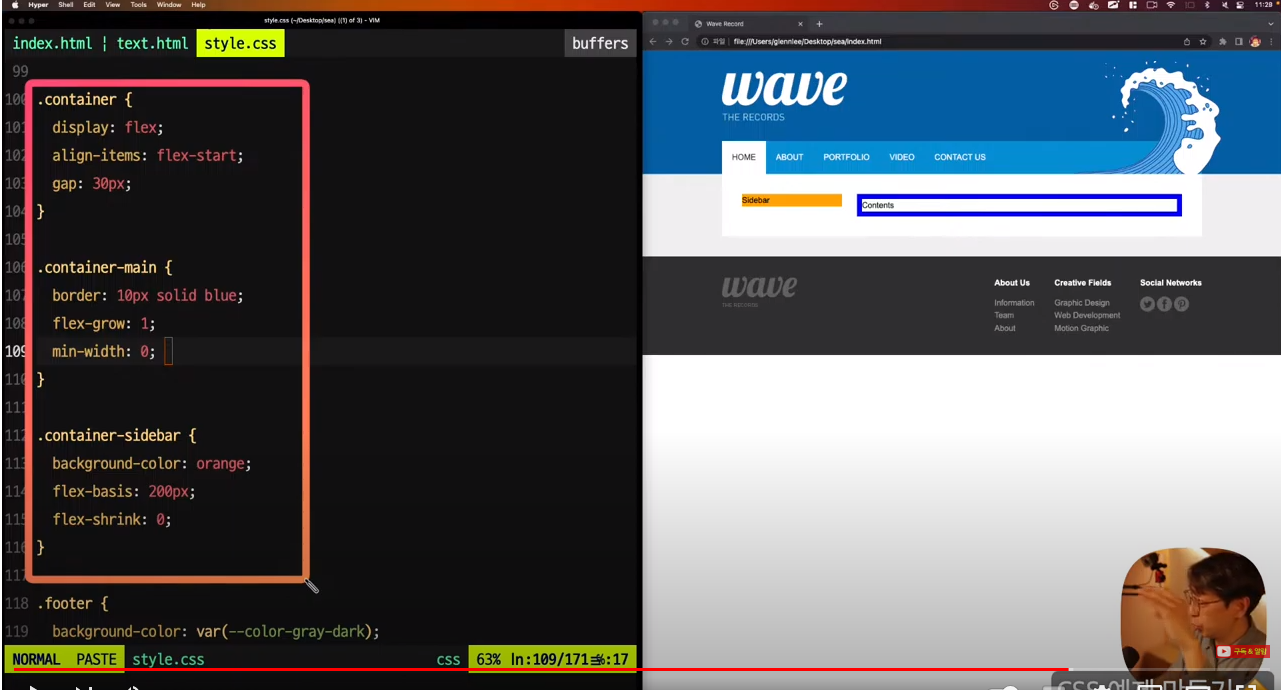 Hyper Shell Edit View Tools Window Help
11:28
style.css (~/Desktop/sea) ((1) of 3) - VIM
index.html | text.html style.css buffers
99
100 .container {
101 display: flex;
102 align-items: flex-start;
103 gap: 30px;
104 }
105
106 .container-main {
107 border: 10px solid blue;
108 flex-grow: 1;
109 min-width: 0;
110 }
111
112 .container-sidebar {
113 background-color: orange;
114 flex-basis: 200px;
115 flex-shrink: 0;
116 }
117
118 .footer {
119 background-color: var(--color-gray-dark);
NORMAL PASTE style.css css 63% ln:109/171
Wave Record
파일 file:///Users/glennlee/Desktop/sea/index.html
wave
THE RECORDS
HOME ABOUT PORTFOLIO VIDEO CONTACT US
Sidebar
Contents
wave
THE RECORDS
About Us Creative Fields Social Networks
Information Graphic Design
Team Web Development
About Motion Graphic
구독 & 알림